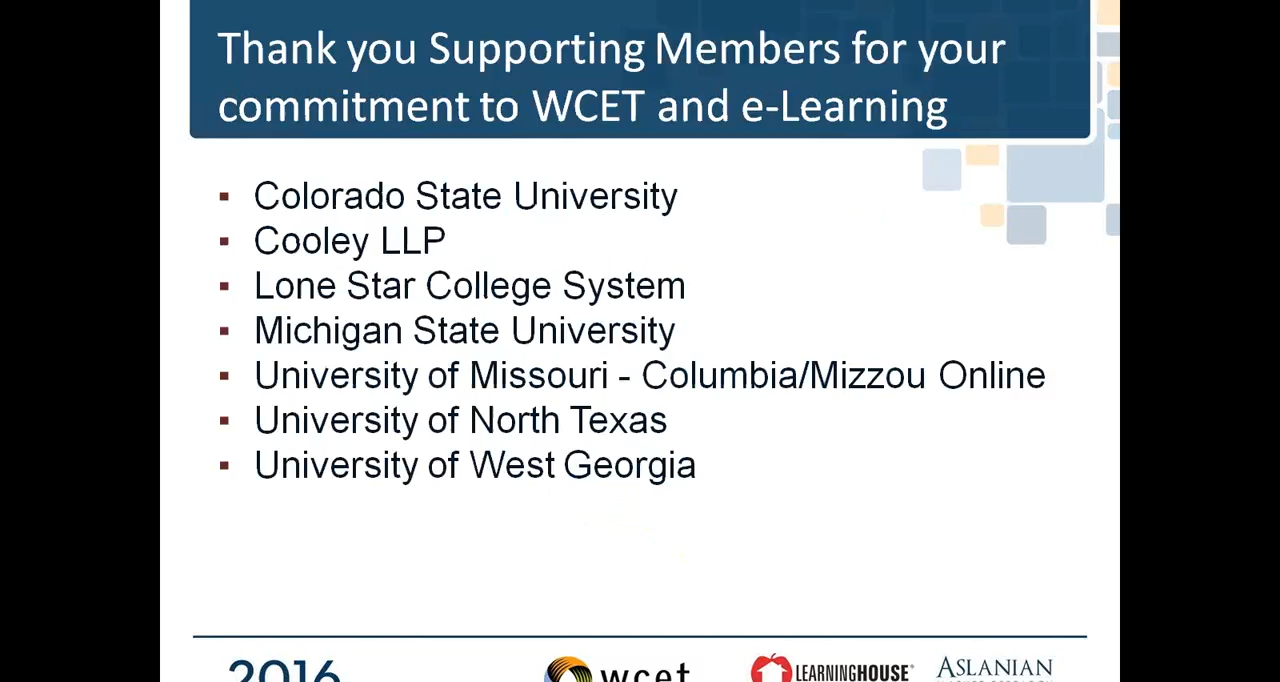 Thank you Supporting Members for your
commitment to WCET and e-Learning
▪ Colorado State University
▪ Cooley LLP
▪ Lone Star College System
▪ Michigan State University
▪ University of Missouri - Columbia/Mizzou Online
▪ University of North Texas
▪ University of West Georgia
2016 wcet LEARNINGHOUSE® ASLANIAN